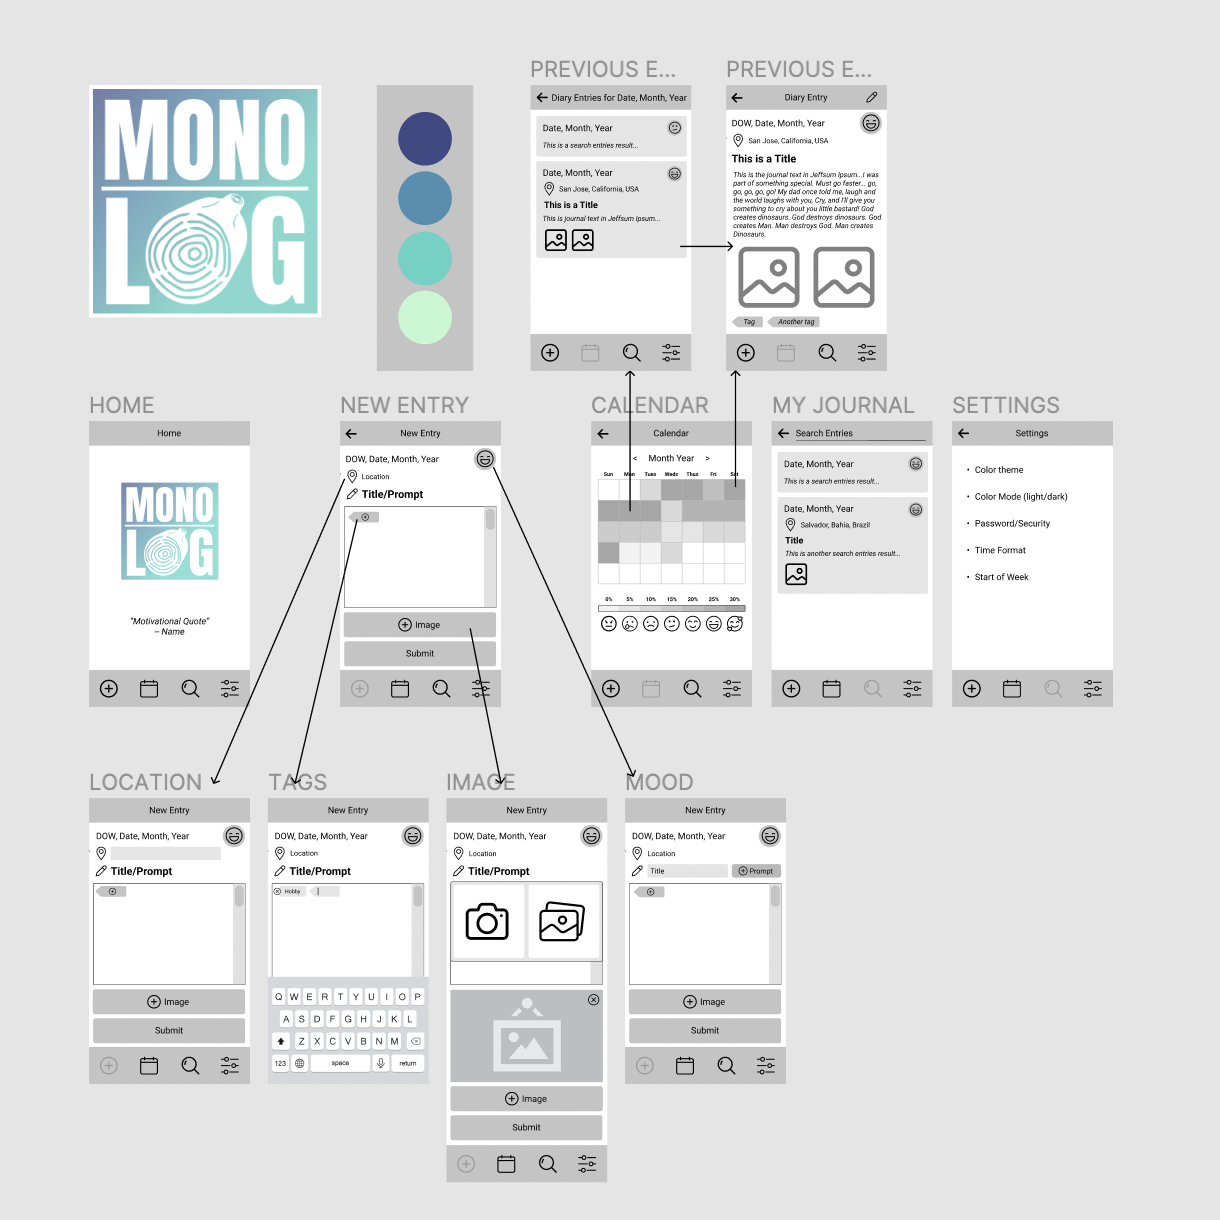 MONO
LOG
PREVIOUS E...
Diary Entries for Date, Month, Year
Date, Month, Year
This is a search entries result...
Date, Month, Year
San Jose, California, USA
This is a Title
This is journal text in Jeffsum Ipsum...
PREVIOUS E...
Diary Entry
DOW, Date, Month, Year
San Jose, California, USA
This is a Title
This is the journal text in Jeffsum Ipsum...I was
part of something special. Must go faster... go,
go, go, go, go! My dad once told me, laugh and
the world laughs with you, Cry, and I'll give you
something to cry about you little bastard! God
creates dinosaurs. God destroys dinosaurs. God
creates Man. Man destroys God. Man creates
Dinosaurs.
Tag
Another tag
HOME
Home
MONO
LOG
"Motivational Quote"
– Name
NEW ENTRY
New Entry
DOW, Date, Month, Year
Location
Title/Prompt
Image
Submit
CALENDAR
Calendar
< Month Year >
Sun Mon Tues Weds Thus Fri Sat
0% 5% 10% 15% 20% 25% 30%
MY JOURNAL
Search Entries
Date, Month, Year
This is a search entries result...
Date, Month, Year
Salvador, Bahia, Brazil
Title
This is another search entries result...
SETTINGS
Settings
• Color theme
• Color Mode (light/dark)
• Password/Security
• Time Format
• Start of Week
LOCATION
New Entry
DOW, Date, Month, Year
Title/Prompt
Image
Submit
TAGS
New Entry
DOW, Date, Month, Year
Location
Title/Prompt
Hobby
Q W E R T Y U I O P
A S D F G H J K L
Z X C V B N M
123 space return
IMAGE
New Entry
DOW, Date, Month, Year
Location
Title/Prompt
Image
Submit
MOOD
New Entry
DOW, Date, Month, Year
Location
Title
Prompt
Image
Submit